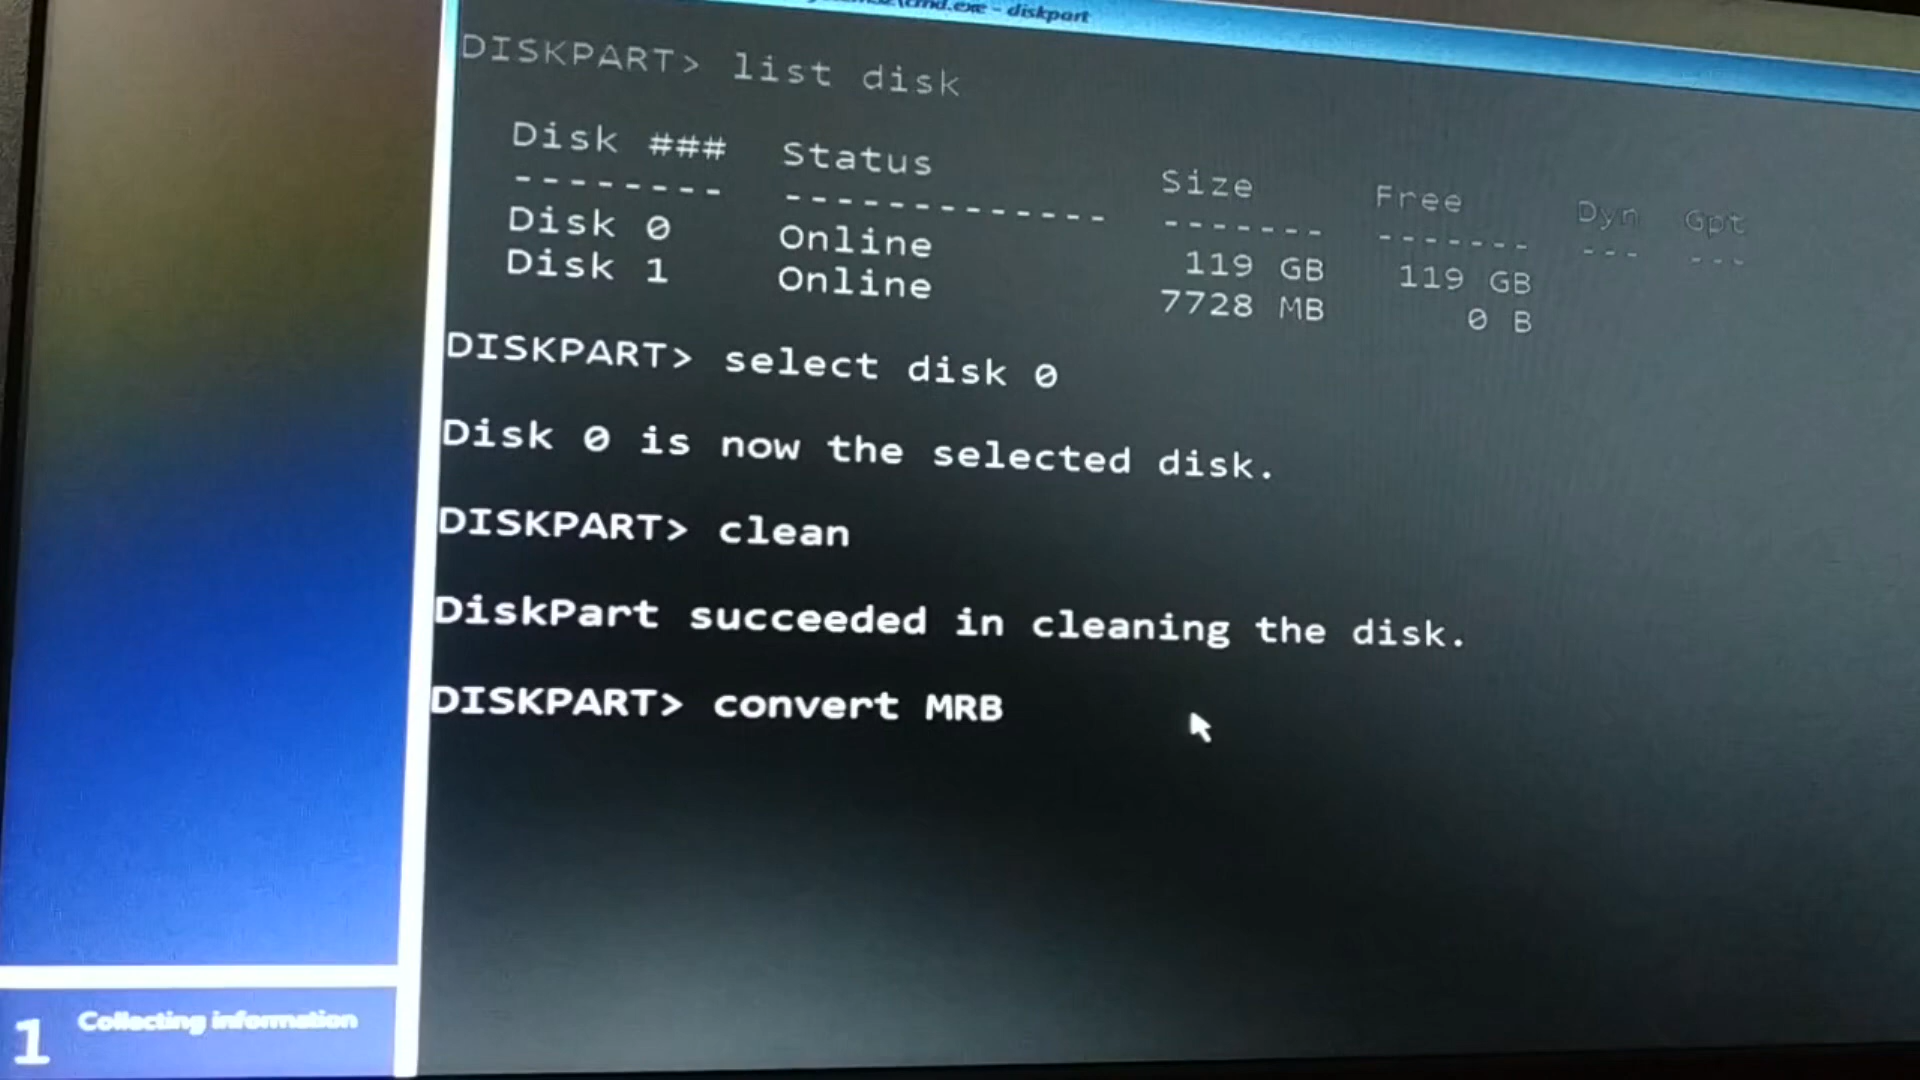 \cmd.exe - diskpart
DISKPART> list disk
Disk ### Status Size Free Dyn Gpt
-------- ------------- ------- ------- --- ---
Disk 0 Online 119 GB 119 GB
Disk 1 Online 7728 MB 0 B
DISKPART> select disk 0
Disk 0 is now the selected disk.
DISKPART> clean
DiskPart succeeded in cleaning the disk.
DISKPART> convert MRB
1 Collecting information